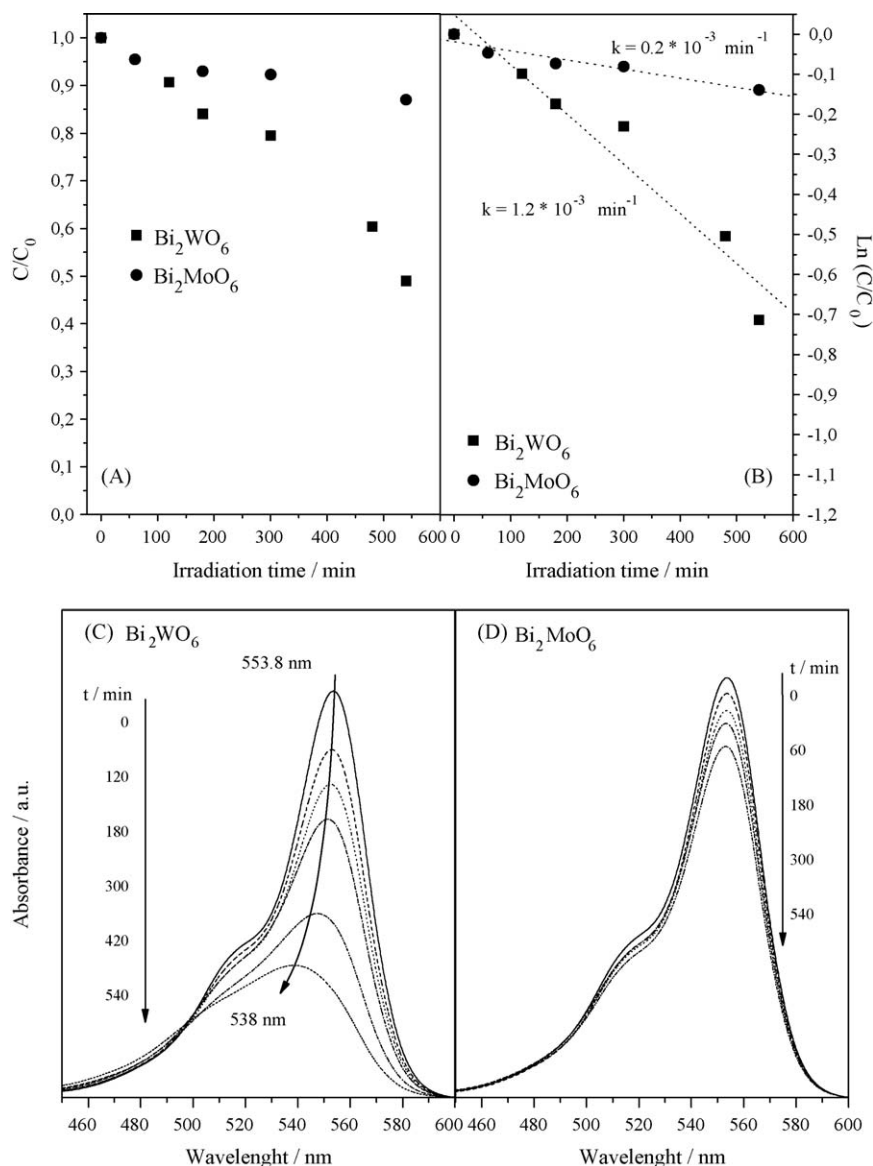 1,0
0,9
0,8
0,7
0,6
0,5
0,4
0,3
0,2
0,1
0,0
C/C₀
Bi₂WO₆
Bi₂MoO₆
(A)
0 100 200 300 400 500 600
Irradiation time / min
k = 0.2 * 10⁻³ min⁻¹
k = 1.2 * 10⁻³ min⁻¹
Bi₂WO₆
Bi₂MoO₆
(B)
0,0
-0,1
-0,2
-0,3
-0,4
-0,5
-0,6
-0,7
-0,8
-0,9
-1,0
-1,1
-1,2
Ln (C/C₀)
0 100 200 300 400 500 600
Irradiation time / min
(C) Bi₂WO₆
553.8 nm
t / min
0
120
180
300
420
540
538 nm
Absorbance / a.u.
460 480 500 520 540 560 580 600
Wavelenght / nm
(D) Bi₂MoO₆
t / min
0
60
180
300
540
460 480 500 520 540 560 580 600
Wavelenght / nm